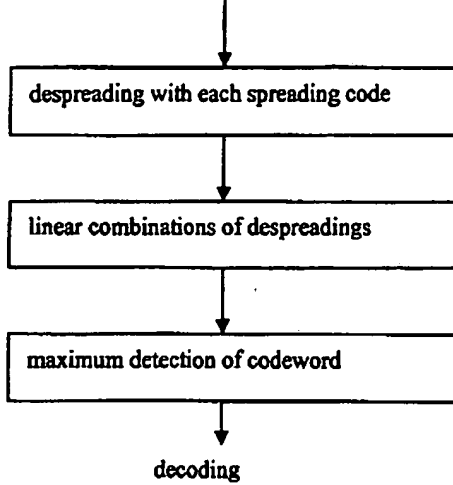 despreading with each spreading code
linear combinations of despreadings
maximum detection of codeword
decoding